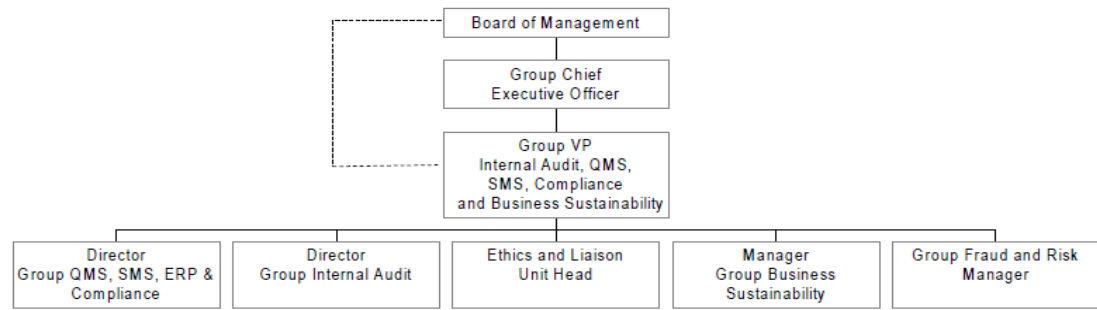 Board of Management
Group Chief
Executive Officer
Group VP
Internal Audit, QMS,
SMS, Compliance
and Business Sustainability
Director
Group QMS, SMS, ERP &
Compliance
Director
Group Internal Audit
Ethics and Liaison
Unit Head
Manager
Group Business
Sustainability
Group Fraud and Risk
Manager